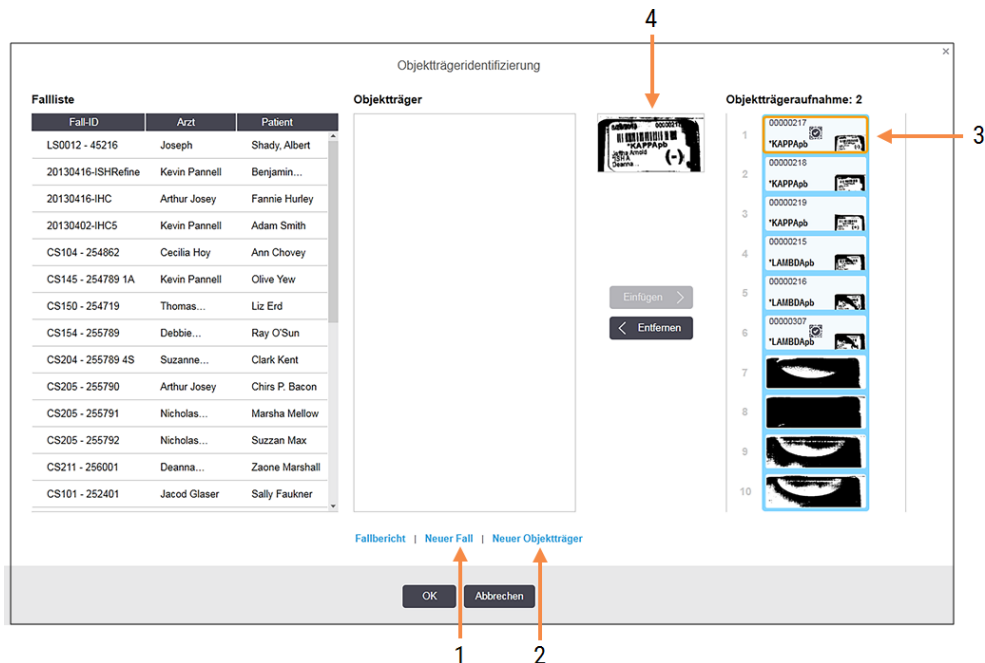 4
×
Objektträgeridentifizierung
Fallliste
Fall-ID Arzt Patient
LS0012 - 45216 Joseph Shady, Albert
20130416-ISHRefine Kevin Pannell Benjamin...
20130416-IHC Arthur Josey Fannie Hurley
20130402-IHC5 Kevin Pannell Adam Smith
CS104 - 254862 Cecilia Hoy Ann Chovey
CS145 - 254789 1A Kevin Pannell Olive Yew
CS150 - 254719 Thomas... Liz Erd
CS154 - 255789 Debbie... Ray O'Sun
CS204 - 255789 4S Suzanne... Clark Kent
CS205 - 255790 Arthur Josey Chirs P. Bacon
CS205 - 255791 Nicholas... Marsha Mellow
CS205 - 255792 Nicholas... Suzzan Max
CS211 - 256001 Deanna... Zaone Marshall
CS101 - 252401 Jacod Glaser Sally Faukner
Objektträger
*KAPPApb
Jeffha Arnold
Deanna...
(-)
Einfügen >
< Entfernen
Objektträgeraufnahme: 2
1 00000217
*KAPPApb
3
2 00000218
*KAPPApb
3 00000219
*KAPPApb
4 00000215
*LAMBDApb
5 00000216
*LAMBDApb
6 00000307
*LAMBDApb
7
8
9
10
Fallbericht | Neuer Fall | Neuer Objektträger
OK Abbrechen
1 2